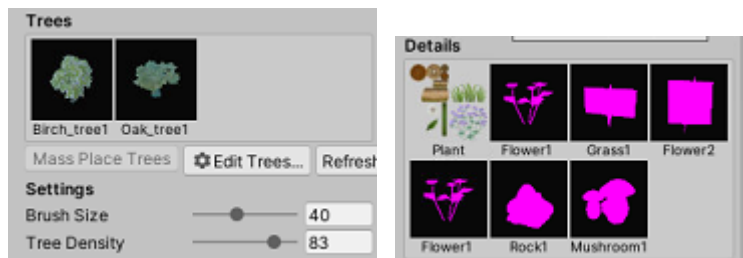 Trees
Birch_tree1 Oak_tree1
Mass Place Trees Edit Trees... Refresh
Settings
Brush Size 40
Tree Density 83
Details
Plant Flower1 Grass1 Flower2
Flower1 Rock1 Mushroom1